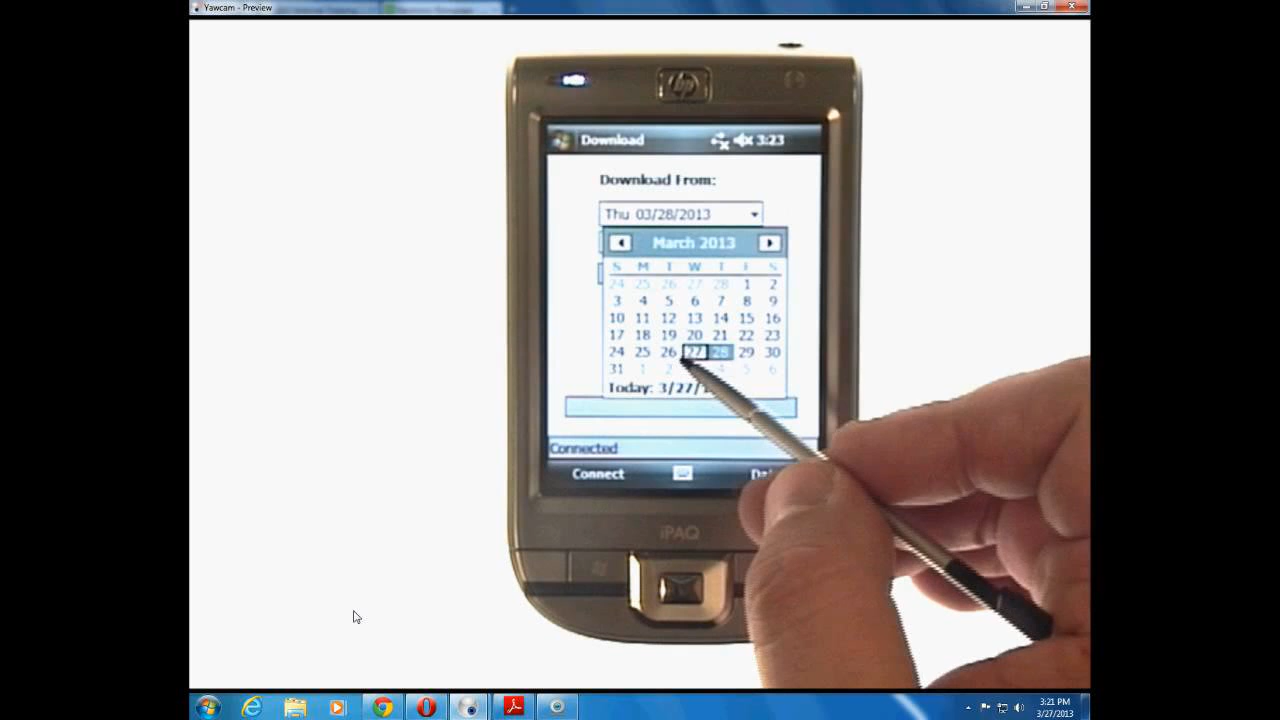 Yawcam - Preview
hp
Download 3:23
Download From:
Thu 03/28/2013
March 2013
S M T W T F S
24 25 26 27 28 1 2
3 4 5 6 7 8 9
10 11 12 13 14 15 16
17 18 19 20 21 22 23
24 25 26 27 28 29 30
31 1 2 4 5 6
Today: 3/27/
Connected
Connect
iPAQ
3:21 PM
3/27/2013